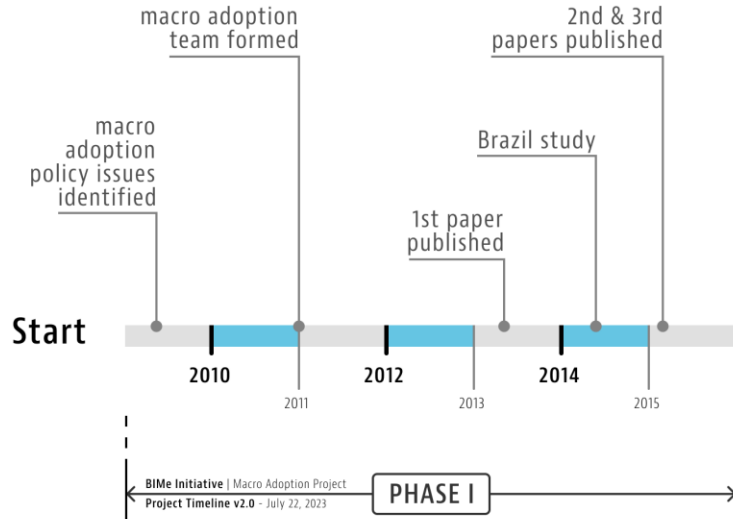 macro adoption
team formed
2nd & 3rd
papers published
macro
adoption
policy issues
identified
Brazil study
1st paper
published
Start
2010
2011
2012
2013
2014
2015
BIMe Initiative | Macro Adoption Project
Project Timeline v2.0 - July 22, 2023
PHASE I